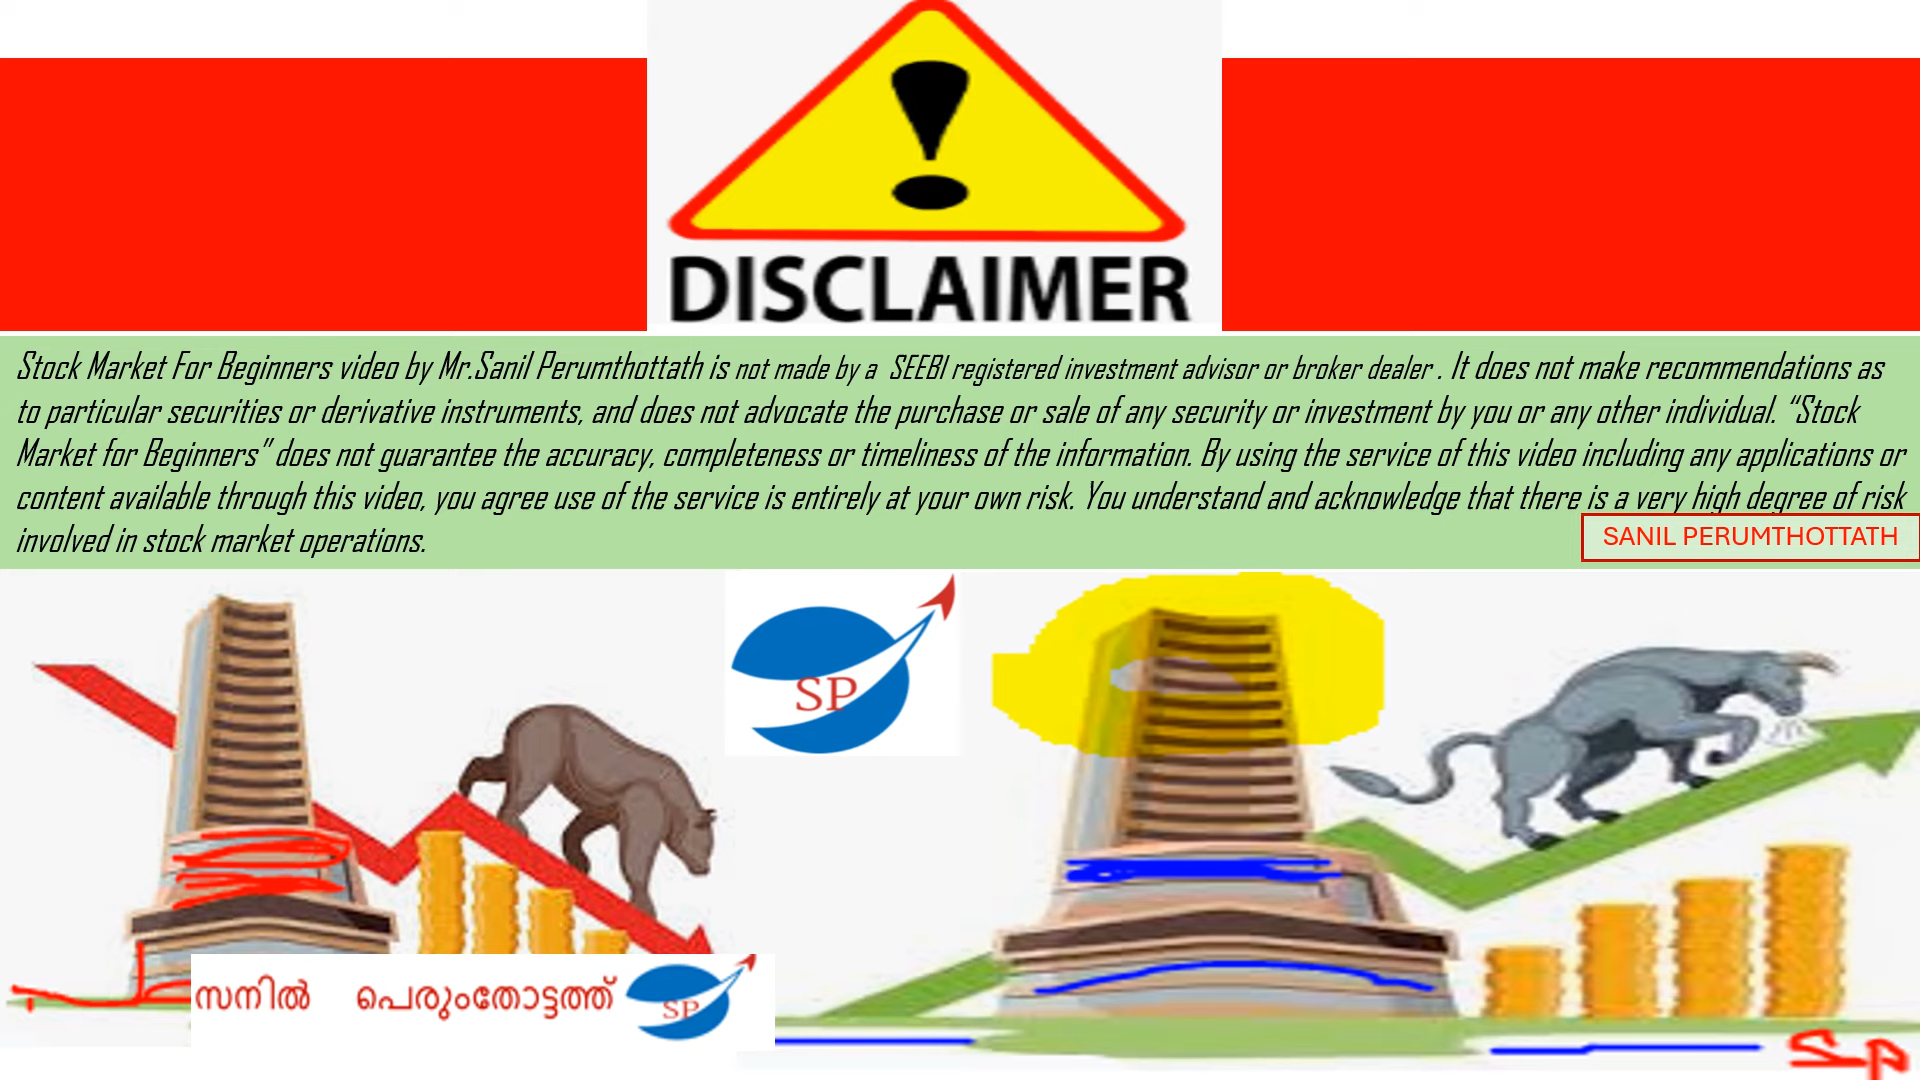 DISCLAIMER
Stock Market For Beginners video by Mr.Sanil Perumthottath is not made by a SEEBI registered investment advisor or broker dealer . It does not make recommendations as
to particular securities or derivative instruments, and does not advocate the purchase or sale of any security or investment by you or any other individual. “Stock
Market for Beginners” does not guarantee the accuracy, completeness or timeliness of the information. By using the service of this video including any applications or
content available through this video, you agree use of the service is entirely at your own risk. You understand and acknowledge that there is a very high degree of risk
involved in stock market operations.
SANIL PERUMTHOTTATH
SP
സനിൽ പെരുംതോട്ടത്ത്
SP